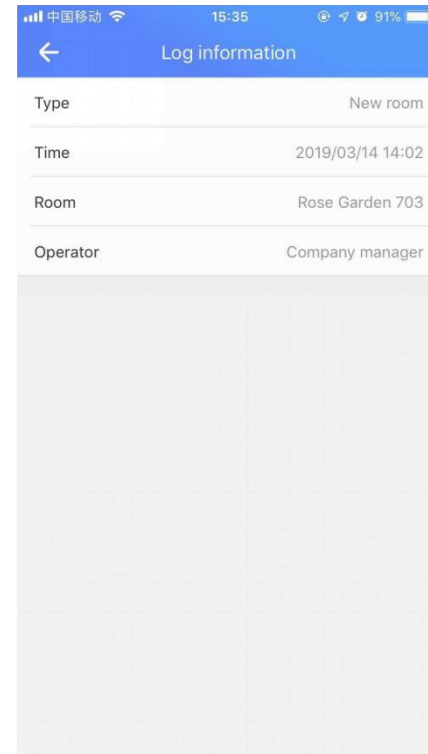 中国移动 15:35 91%
Log information
Type New room
Time 2019/03/14 14:02
Room Rose Garden 703
Operator Company manager